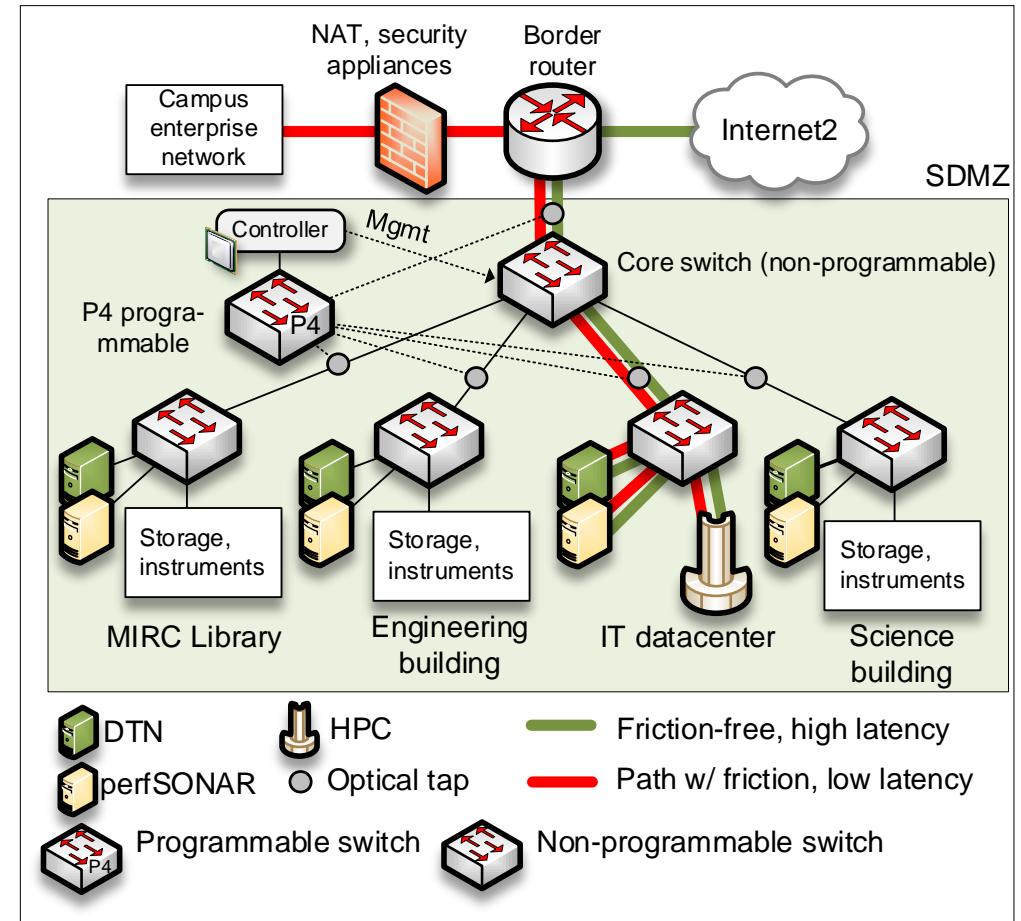 NAT, security
appliances
Border
router
Campus
enterprise
network
Internet2
SDMZ
Controller
Mgmt
Core switch (non-programmable)
P4 progra-
mmable
P4
Storage,
instruments
Storage,
instruments
Storage,
instruments
MIRC Library
Engineering
building
IT datacenter
Science
building
DTN
HPC
Friction-free, high latency
perfSONAR
Optical tap
Path w/ friction, low latency
P4
Programmable switch
Non-programmable switch